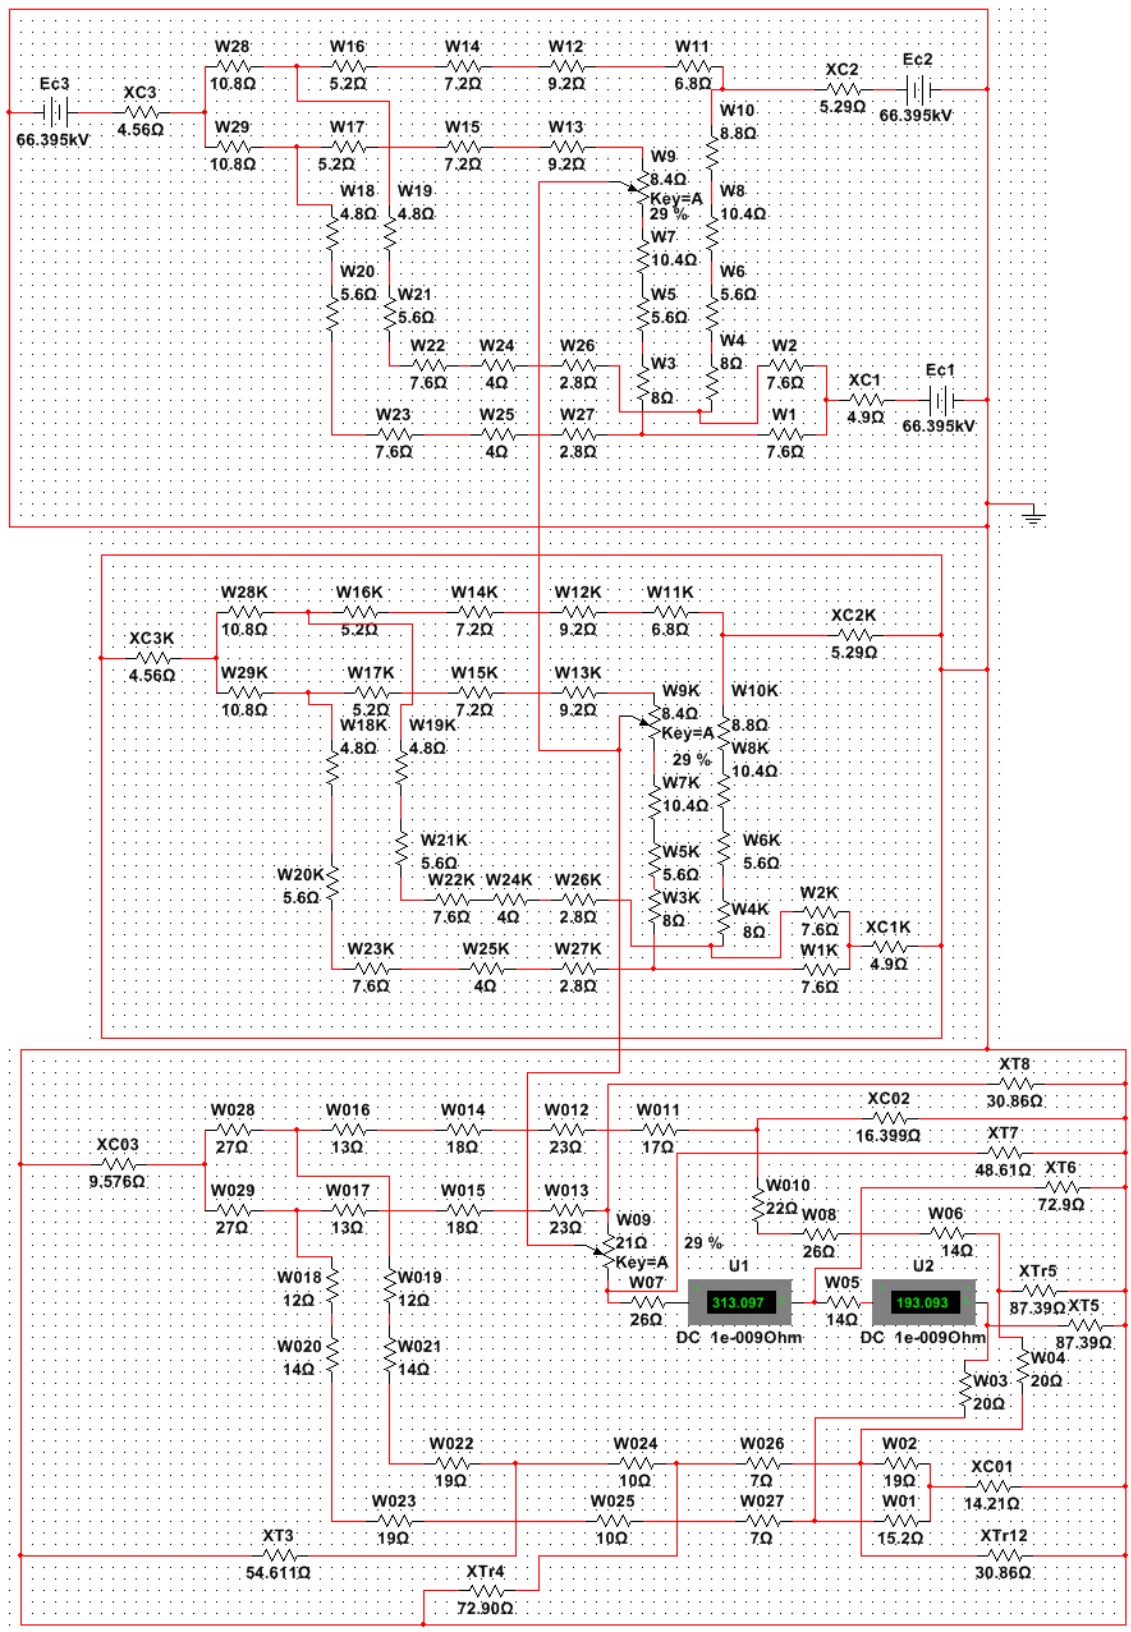 W28 W16 W14 W12 W11
10.8Ω 5.2Ω 7.2Ω 9.2Ω 6.8Ω
Ec3 XC3 XC2 Ec2
66.395kV 4.56Ω 5.29Ω 66.395kV
W29 W17 W15 W13 W10
10.8Ω 5.2Ω 7.2Ω 9.2Ω 8.8Ω
W9
8.4Ω
Key=A
29 %
W18 W19 W8
4.8Ω 4.8Ω 10.4Ω
W7
10.4Ω
W20 W21 W5 W6
5.6Ω 5.6Ω 5.6Ω 5.6Ω
W22 W24 W26 W3 W4 W2
7.6Ω 4Ω 2.8Ω 8Ω 8Ω 7.6Ω
XC1 Ec1
4.9Ω 66.395kV
W23 W25 W27 W1
7.6Ω 4Ω 2.8Ω 7.6Ω
W28K W16K W14K W12K W11K
10.8Ω 5.2Ω 7.2Ω 9.2Ω 6.8Ω
XC3K XC2K
4.56Ω 5.29Ω
W29K W17K W15K W13K
10.8Ω 5.2Ω 7.2Ω 9.2Ω
W9K W10K
8.4Ω 8.8Ω
Key=A
29 %
W18K W19K W8K
4.8Ω 4.8Ω 10.4Ω
W7K
10.4Ω
W20K W21K W5K W6K
5.6Ω 5.6Ω 5.6Ω 5.6Ω
W22K W24K W26K W3K W4K W2K
7.6Ω 4Ω 2.8Ω 8Ω 8Ω 7.6Ω
XC1K
4.9Ω
W23K W25K W27K W1K
7.6Ω 4Ω 2.8Ω 7.6Ω
XT8
30.86Ω
W028 W016 W014 W012 W011 XC02
27Ω 13Ω 18Ω 23Ω 17Ω 16.399Ω
XC03 XT7
9.576Ω 48.61Ω
XT6
72.9Ω
W029 W017 W015 W013 W010
27Ω 13Ω 18Ω 23Ω 22Ω
W09 W08 W06
21Ω 26Ω 14Ω
Key=A
29 %
W018 W019 W07 U1 W05 U2 XTr5
12Ω 12Ω 26Ω 313.097 14Ω 193.093 87.39Ω
DC 1e-009Ohm DC 1e-009Ohm
XT5
87.39Ω
W020 W021 W03 W04
14Ω 14Ω 20Ω 20Ω
W022 W024 W026 W02
19Ω 10Ω 7Ω 19Ω
XC01
14.21Ω
W023 W025 W027 W01
19Ω 10Ω 7Ω 15.2Ω
XT3 XTr12
54.611Ω 30.86Ω
XTr4
72.90Ω